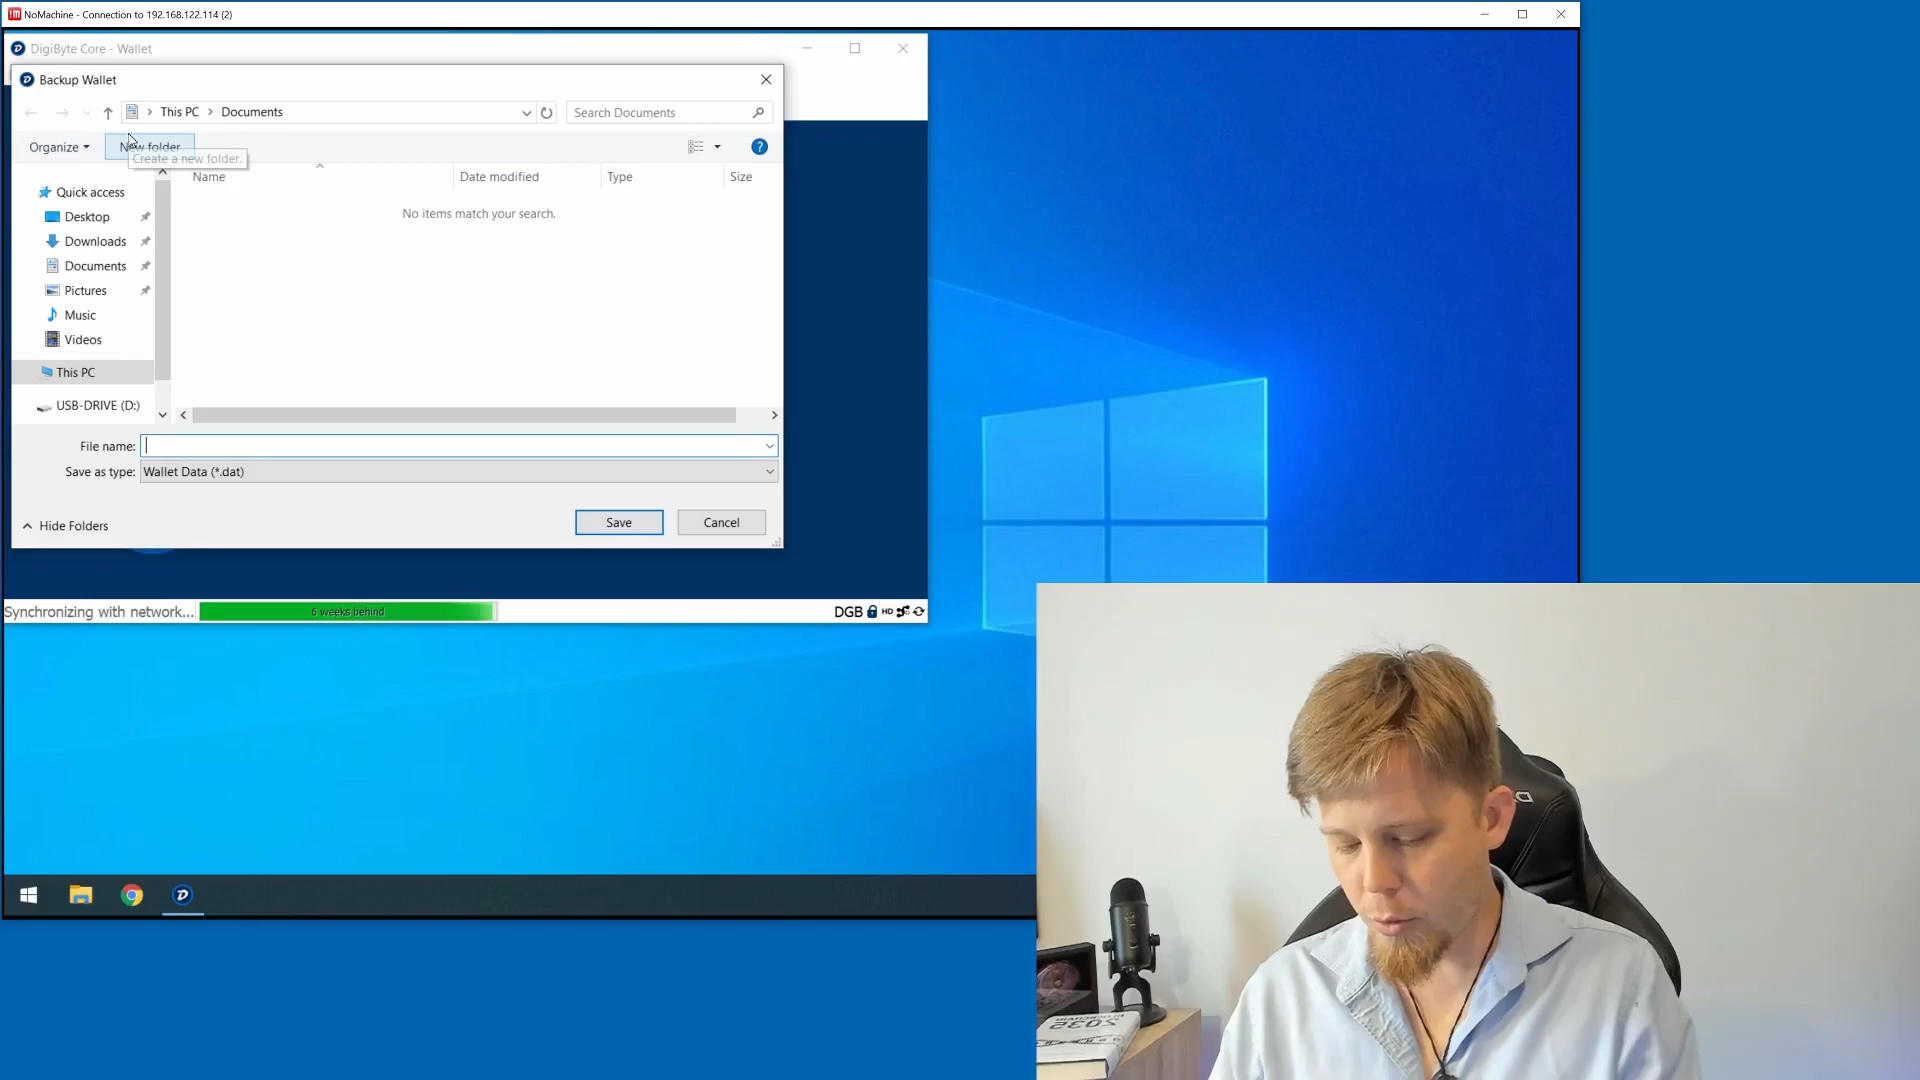 NoMachine - Connection to 192.168.122.114 (2)
DigiByte Core - Wallet
Backup Wallet
This PC > Documents
Search Documents
Organize
New folder
Create a new folder.
Name
Date modified
Type
Size
No items match your search.
Quick access
Desktop
Downloads
Documents
Pictures
Music
Videos
This PC
USB-DRIVE (D:)
File name:
Save as type: Wallet Data (*.dat)
Hide Folders
Save
Cancel
Synchronizing with network...
6 weeks behind
DGB
HD